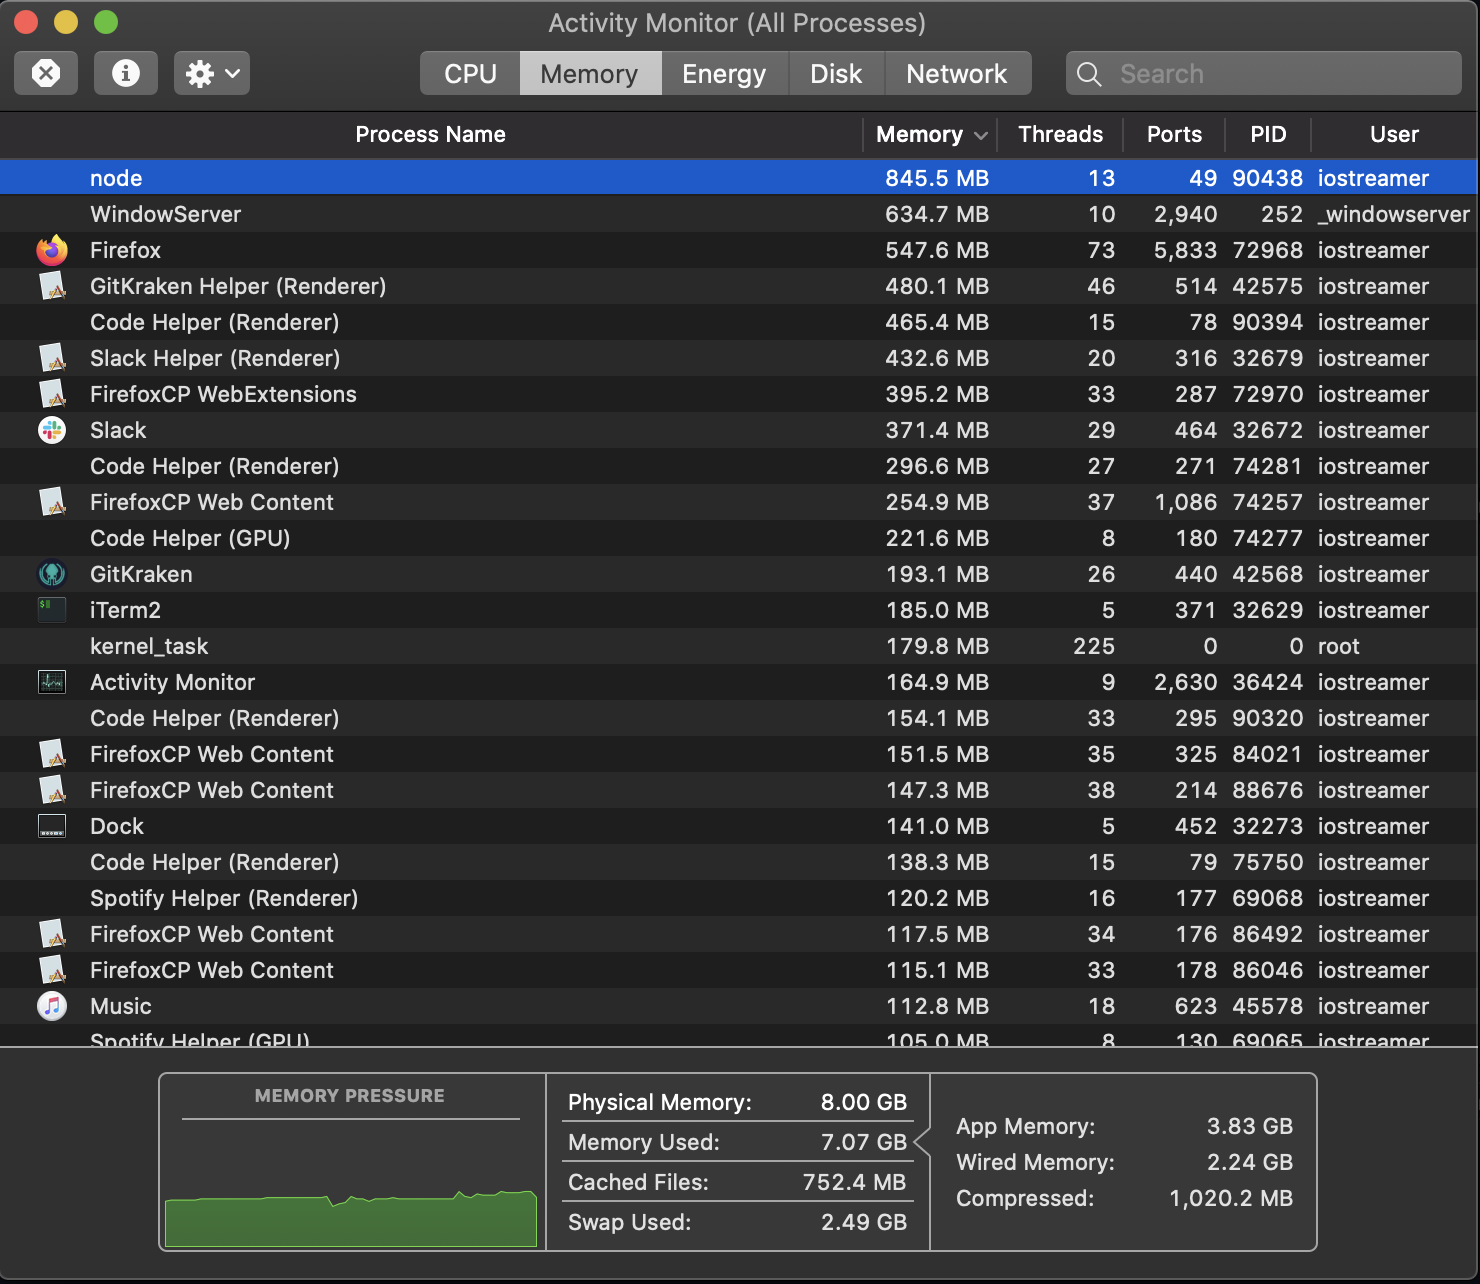 Activity Monitor (All Processes)
CPU Memory Energy Disk Network Search
Process Name Memory Threads Ports PID User
node 845.5 MB 13 49 90438 iostreamer
WindowServer 634.7 MB 10 2,940 252 _windowserver
Firefox 547.6 MB 73 5,833 72968 iostreamer
GitKraken Helper (Renderer) 480.1 MB 46 514 42575 iostreamer
Code Helper (Renderer) 465.4 MB 15 78 90394 iostreamer
Slack Helper (Renderer) 432.6 MB 20 316 32679 iostreamer
FirefoxCP WebExtensions 395.2 MB 33 287 72970 iostreamer
Slack 371.4 MB 29 464 32672 iostreamer
Code Helper (Renderer) 296.6 MB 27 271 74281 iostreamer
FirefoxCP Web Content 254.9 MB 37 1,086 74257 iostreamer
Code Helper (GPU) 221.6 MB 8 180 74277 iostreamer
GitKraken 193.1 MB 26 440 42568 iostreamer
iTerm2 185.0 MB 5 371 32629 iostreamer
kernel_task 179.8 MB 225 0 0 root
Activity Monitor 164.9 MB 9 2,630 36424 iostreamer
Code Helper (Renderer) 154.1 MB 33 295 90320 iostreamer
FirefoxCP Web Content 151.5 MB 35 325 84021 iostreamer
FirefoxCP Web Content 147.3 MB 38 214 88676 iostreamer
Dock 141.0 MB 5 452 32273 iostreamer
Code Helper (Renderer) 138.3 MB 15 79 75750 iostreamer
Spotify Helper (Renderer) 120.2 MB 16 177 69068 iostreamer
FirefoxCP Web Content 117.5 MB 34 176 86492 iostreamer
FirefoxCP Web Content 115.1 MB 33 178 86046 iostreamer
Music 112.8 MB 18 623 45578 iostreamer
Spotify Helper (GPU) 105.0 MB 8 130 69065 iostreamer
MEMORY PRESSURE
Physical Memory: 8.00 GB
Memory Used: 7.07 GB
Cached Files: 752.4 MB
Swap Used: 2.49 GB
App Memory: 3.83 GB
Wired Memory: 2.24 GB
Compressed: 1,020.2 MB